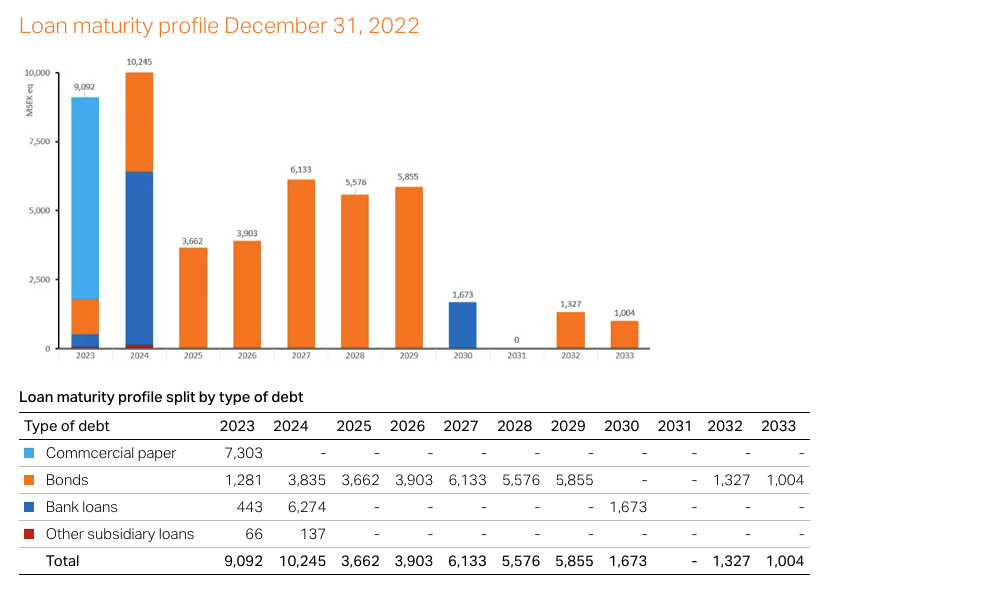 Loan maturity profile December 31, 2022
10,245
10,000
9,092
MSEK eq
7,500
6,133
5,855
5,576
5,000
3,903
3,662
2,500
1,673
1,327
1,004
0
0
2023 2024 2025 2026 2027 2028 2029 2030 2031 2032 2033
Loan maturity profile split by type of debt
Type of debt 2023 2024 2025 2026 2027 2028 2029 2030 2031 2032 2033
Commcercial paper 7,303 - - - - - - - - - -
Bonds 1,281 3,835 3,662 3,903 6,133 5,576 5,855 - - 1,327 1,004
Bank loans 443 6,274 - - - - - 1,673 - - -
Other subsidiary loans 66 137 - - - - - - - - -
Total 9,092 10,245 3,662 3,903 6,133 5,576 5,855 1,673 - 1,327 1,004